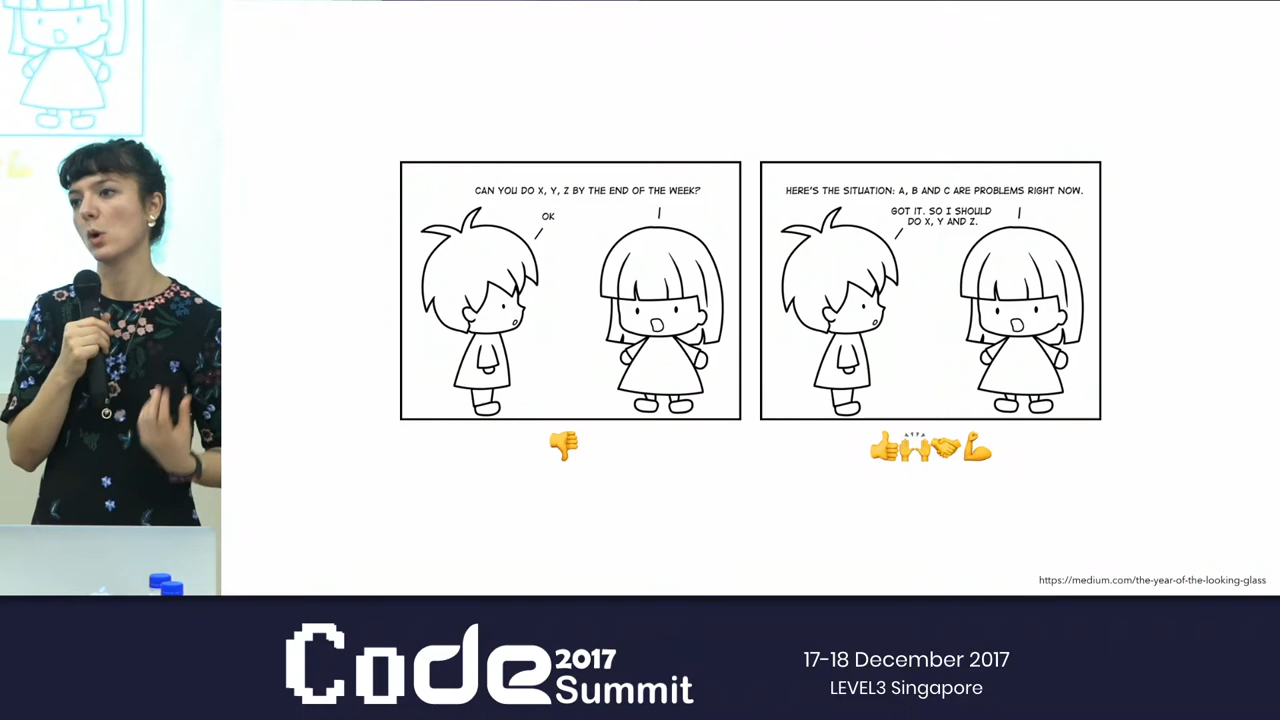 CAN YOU DO X, Y, Z BY THE END OF THE WEEK?
OK
HERE'S THE SITUATION: A, B AND C ARE PROBLEMS RIGHT NOW.
GOT IT. SO I SHOULD
DO X, Y AND Z.
https://medium.com/the-year-of-the-looking-glass
Code 2017
Summit
17-18 December 2017
LEVEL3 Singapore